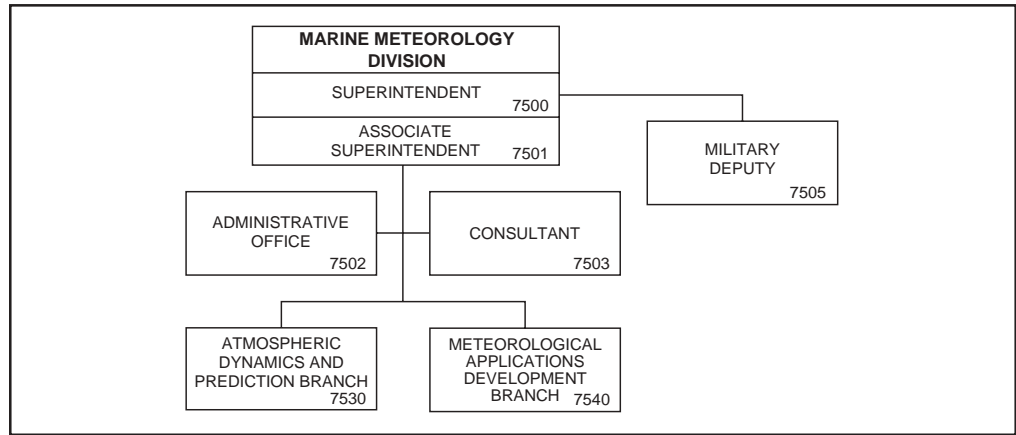 MARINE METEOROLOGY
DIVISION
SUPERINTENDENT
7500
ASSOCIATE
SUPERINTENDENT
7501
MILITARY
DEPUTY
7505
ADMINISTRATIVE
OFFICE
7502
CONSULTANT
7503
ATMOSPHERIC
DYNAMICS AND
PREDICTION BRANCH
7530
METEOROLOGICAL
APPLICATIONS
DEVELOPMENT
BRANCH 7540